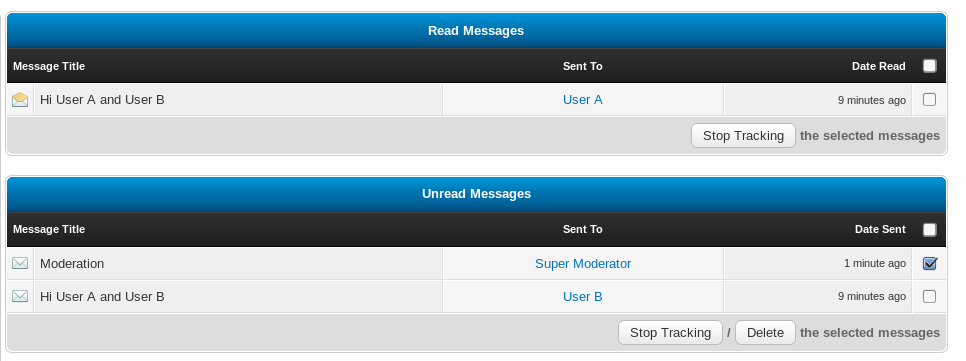 Read Messages
Message Title Sent To Date Read
Hi User A and User B User A 9 minutes ago
Stop Tracking the selected messages
Unread Messages
Message Title Sent To Date Sent
Moderation Super Moderator 1 minute ago
Hi User A and User B User B 9 minutes ago
Stop Tracking / Delete the selected messages